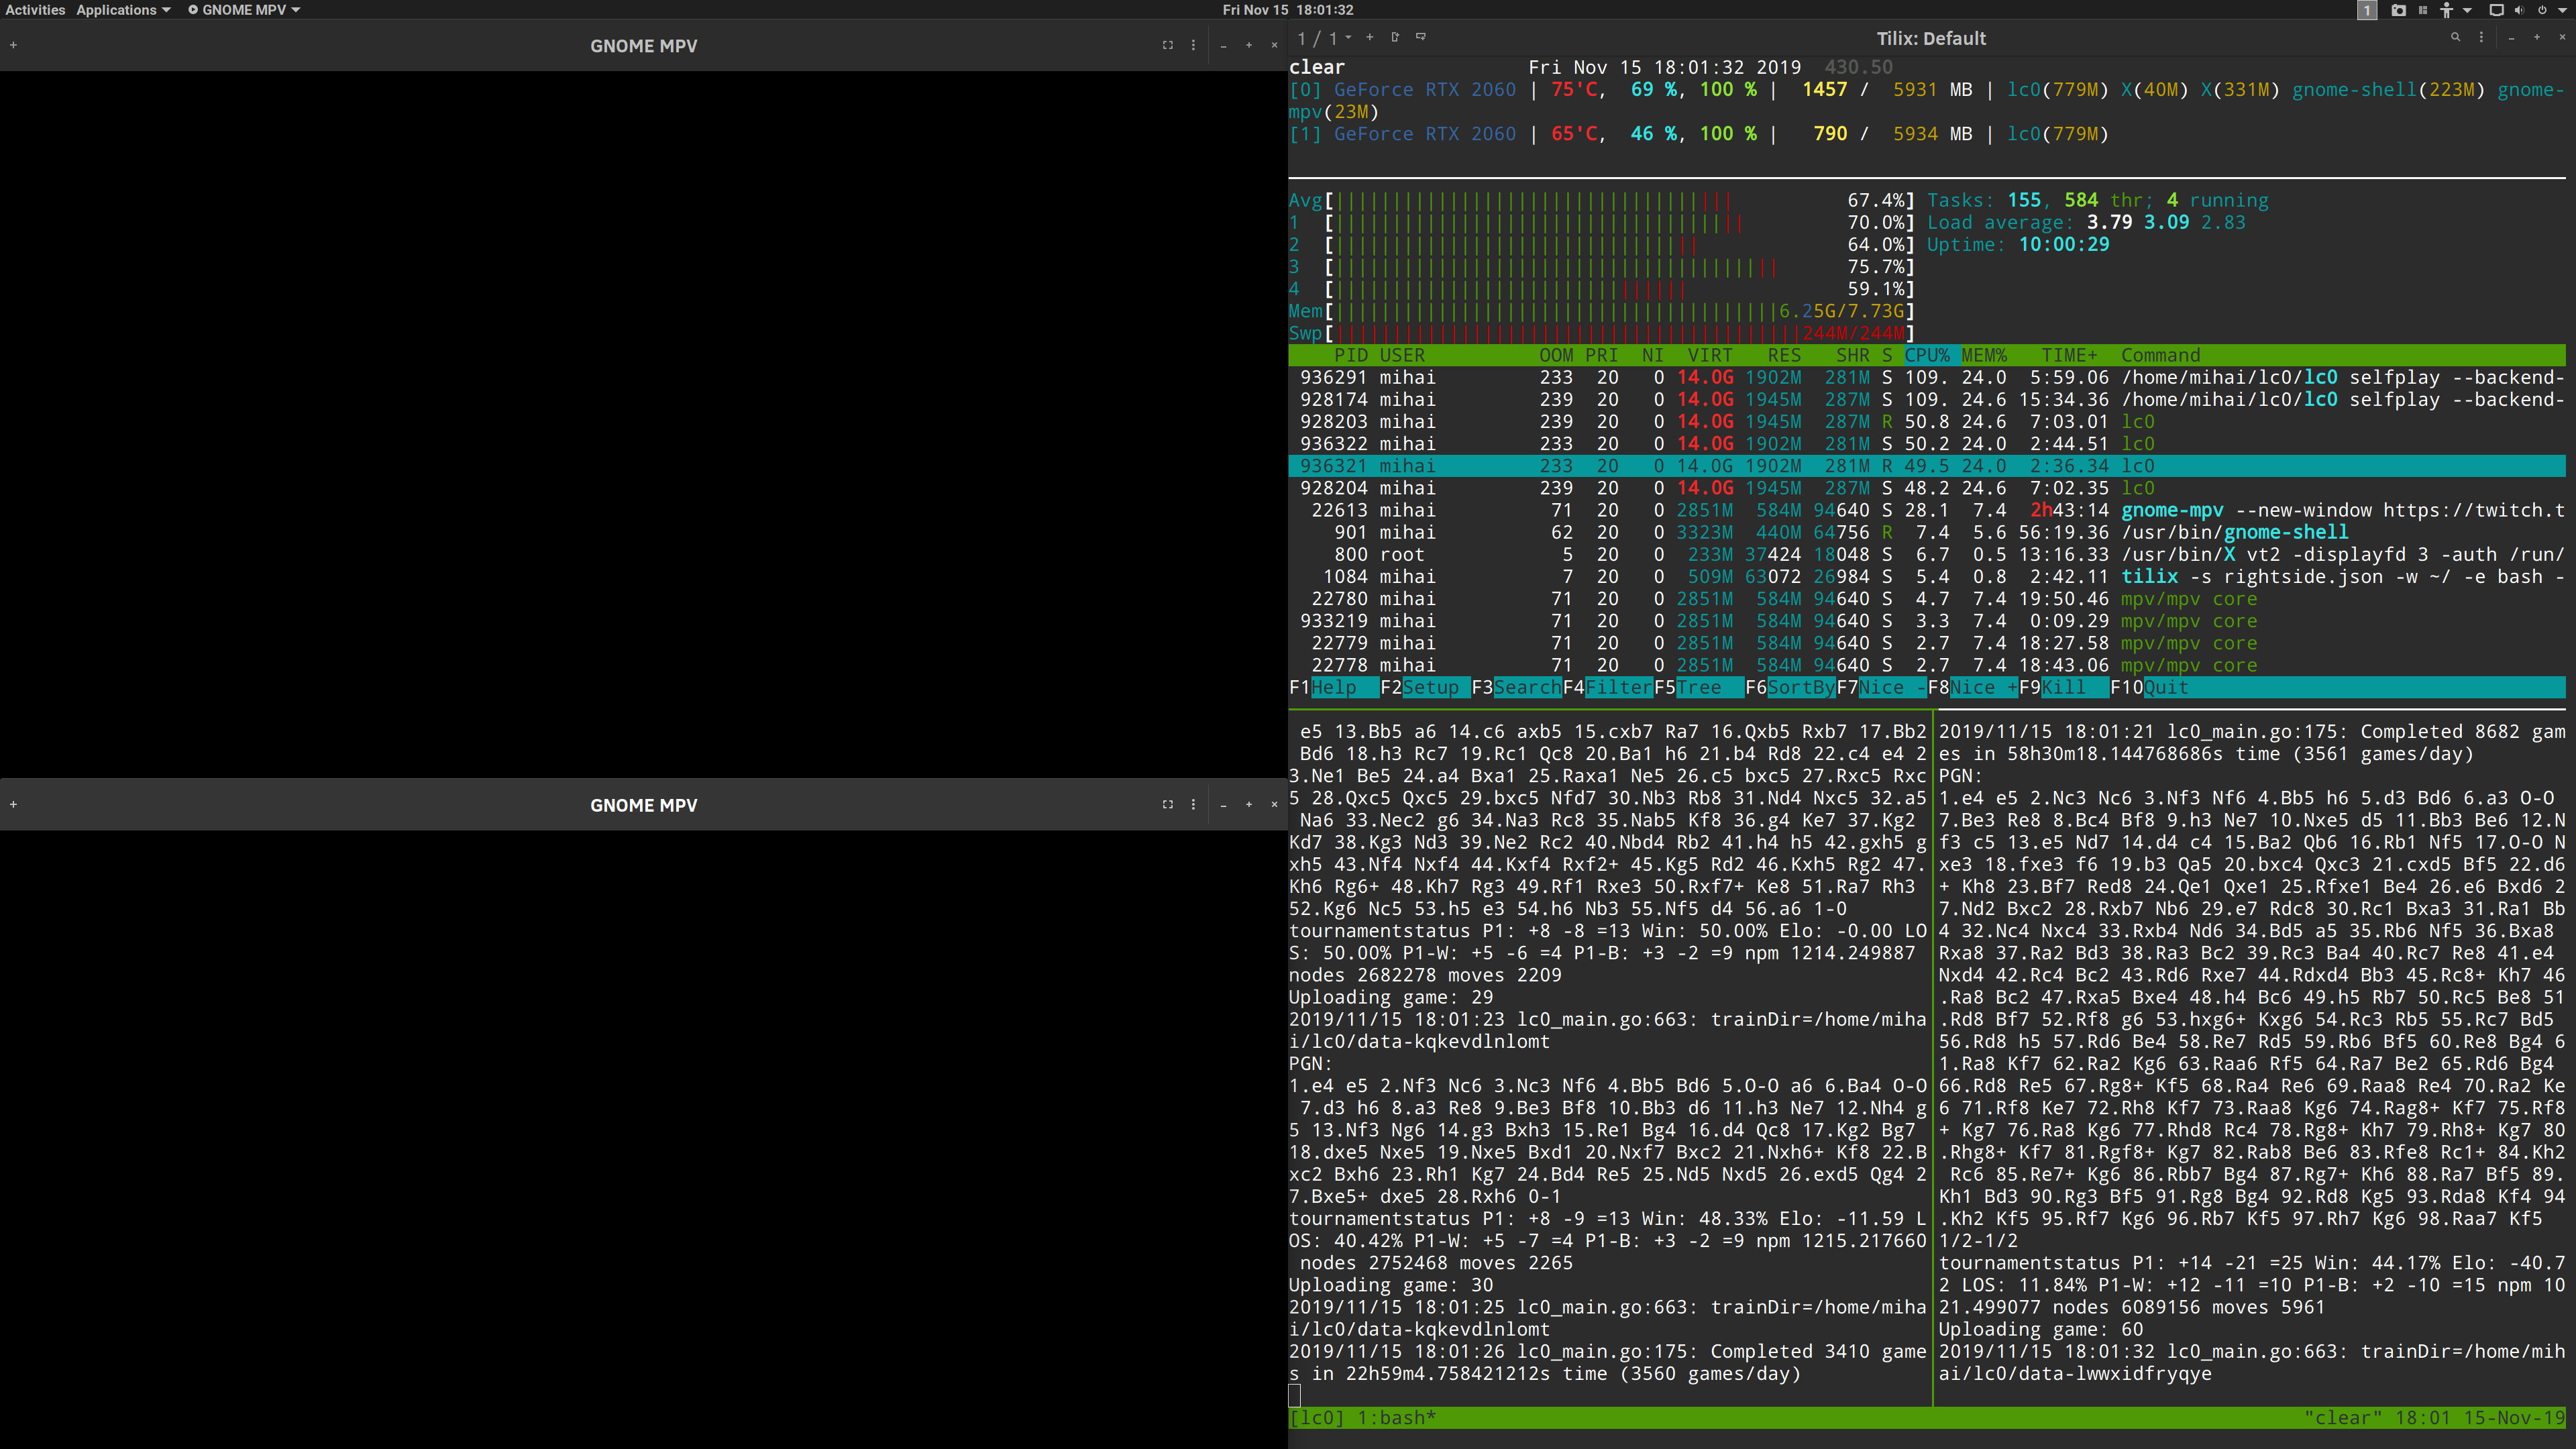 Activities Applications GNOME MPV Fri Nov 15 18:01:32 1
GNOME MPV
GNOME MPV
1 / 1 Tilix: Default
clear Fri Nov 15 18:01:32 2019 430.50
[0] GeForce RTX 2060 | 75'C, 69 %, 100 % | 1457 / 5931 MB | lc0(779M) X(40M) X(331M) gnome-shell(223M) gnome-
mpv(23M)
[1] GeForce RTX 2060 | 65'C, 46 %, 100 % | 790 / 5934 MB | lc0(779M)
Avg[ 67.4%] Tasks: 155, 584 thr; 4 running
1 [ 70.0%] Load average: 3.79 3.09 2.83
2 [ 64.0%] Uptime: 10:00:29
3 [ 75.7%]
4 [ 59.1%]
Mem[ 6.25G/7.73G]
Swp[ 244M/244M]
PID USER OOM PRI NI VIRT RES SHR S CPU% MEM% TIME+ Command
936291 mihai 233 20 0 14.0G 1902M 281M S 109. 24.0 5:59.06 /home/mihai/lc0/lc0 selfplay --backend-
928174 mihai 239 20 0 14.0G 1945M 287M S 109. 24.6 15:34.36 /home/mihai/lc0/lc0 selfplay --backend-
928203 mihai 239 20 0 14.0G 1945M 287M R 50.8 24.6 7:03.01 lc0
936322 mihai 233 20 0 14.0G 1902M 281M S 50.2 24.0 2:44.51 lc0
936321 mihai 233 20 0 14.0G 1902M 281M R 49.5 24.0 2:36.34 lc0
928204 mihai 239 20 0 14.0G 1945M 287M S 48.2 24.6 7:02.35 lc0
22613 mihai 71 20 0 2851M 584M 94640 S 28.1 7.4 2h43:14 gnome-mpv --new-window https://twitch.t
901 mihai 62 20 0 3323M 440M 64756 R 7.4 5.6 56:19.36 /usr/bin/gnome-shell
800 root 5 20 0 233M 37424 18048 S 6.7 0.5 13:16.33 /usr/bin/X vt2 -displayfd 3 -auth /run/
1084 mihai 7 20 0 509M 63072 26984 S 5.4 0.8 2:42.11 tilix -s rightside.json -w ~/ -e bash -
22780 mihai 71 20 0 2851M 584M 94640 S 4.7 7.4 19:50.46 mpv/mpv core
933219 mihai 71 20 0 2851M 584M 94640 S 3.3 7.4 0:09.29 mpv/mpv core
22779 mihai 71 20 0 2851M 584M 94640 S 2.7 7.4 18:27.58 mpv/mpv core
22778 mihai 71 20 0 2851M 584M 94640 S 2.7 7.4 18:43.06 mpv/mpv core
F1Help F2Setup F3SearchF4FilterF5Tree F6SortByF7Nice -F8Nice +F9Kill F10Quit
e5 13.Bb5 a6 14.c6 axb5 15.cxb7 Ra7 16.Qxb5 Rxb7 17.Bb2
Bd6 18.h3 Rc7 19.Rc1 Qc8 20.Ba1 h6 21.b4 Rd8 22.c4 e4 2
3.Ne1 Be5 24.a4 Bxa1 25.Raxa1 Ne5 26.c5 bxc5 27.Rxc5 Rxc
5 28.Qxc5 Qxc5 29.bxc5 Nfd7 30.Nb3 Rb8 31.Nd4 Nxc5 32.a5
Na6 33.Nec2 g6 34.Na3 Rc8 35.Nab5 Kf8 36.g4 Ke7 37.Kg2
Kd7 38.Kg3 Nd3 39.Ne2 Rc2 40.Nbd4 Rb2 41.h4 h5 42.gxh5 g
xh5 43.Nf4 Nxf4 44.Kxf4 Rxf2+ 45.Kg5 Rd2 46.Kxh5 Rg2 47.
Kh6 Rg6+ 48.Kh7 Rg3 49.Rf1 Rxe3 50.Rxf7+ Ke8 51.Ra7 Rh3
52.Kg6 Nc5 53.h5 e3 54.h6 Nb3 55.Nf5 d4 56.a6 1-0
tournamentstatus P1: +8 -8 =13 Win: 50.00% Elo: -0.00 LO
S: 50.00% P1-W: +5 -6 =4 P1-B: +3 -2 =9 npm 1214.249887
nodes 2682278 moves 2209
Uploading game: 29
2019/11/15 18:01:23 lc0_main.go:663: trainDir=/home/miha
i/lc0/data-kqkevdlnlomt
PGN:
1.e4 e5 2.Nf3 Nc6 3.Nc3 Nf6 4.Bb5 Bd6 5.O-O a6 6.Ba4 O-O
7.d3 h6 8.a3 Re8 9.Be3 Bf8 10.Bb3 d6 11.h3 Ne7 12.Nh4 g
5 13.Nf3 Ng6 14.g3 Bxh3 15.Re1 Bg4 16.d4 Qc8 17.Kg2 Bg7
18.dxe5 Nxe5 19.Nxe5 Bxd1 20.Nxf7 Bxc2 21.Nxh6+ Kf8 22.B
xc2 Bxh6 23.Rh1 Kg7 24.Bd4 Re5 25.Nd5 Nxd5 26.exd5 Qg4 2
7.Bxe5+ dxe5 28.Rxh6 0-1
tournamentstatus P1: +8 -9 =13 Win: 48.33% Elo: -11.59 L
OS: 40.42% P1-W: +5 -7 =4 P1-B: +3 -2 =9 npm 1215.217660
nodes 2752468 moves 2265
Uploading game: 30
2019/11/15 18:01:25 lc0_main.go:663: trainDir=/home/miha
i/lc0/data-kqkevdlnlomt
2019/11/15 18:01:26 lc0_main.go:175: Completed 3410 game
s in 22h59m4.758421212s time (3560 games/day)
2019/11/15 18:01:21 lc0_main.go:175: Completed 8682 gam
es in 58h30m18.144768686s time (3561 games/day)
PGN:
1.e4 e5 2.Nc3 Nc6 3.Nf3 Nf6 4.Bb5 h6 5.d3 Bd6 6.a3 O-O
7.Be3 Re8 8.Bc4 Bf8 9.h3 Ne7 10.Nxe5 d5 11.Bb3 Be6 12.N
f3 c5 13.e5 Nd7 14.d4 c4 15.Ba2 Qb6 16.Rb1 Nf5 17.O-O N
xe3 18.fxe3 f6 19.b3 Qa5 20.bxc4 Qxc3 21.cxd5 Bf5 22.d6
+ Kh8 23.Bf7 Red8 24.Qe1 Qxe1 25.Rfxe1 Be4 26.e6 Bxd6 2
7.Nd2 Bxc2 28.Rxb7 Nb6 29.e7 Rdc8 30.Rc1 Bxa3 31.Ra1 Bb
4 32.Nc4 Nxc4 33.Rxb4 Nd6 34.Bd5 a5 35.Rb6 Nf5 36.Bxa8
Rxa8 37.Ra2 Bd3 38.Ra3 Bc2 39.Rc3 Ba4 40.Rc7 Re8 41.e4
Nxd4 42.Rc4 Bc2 43.Rd6 Rxe7 44.Rdxd4 Bb3 45.Rc8+ Kh7 46
.Ra8 Bc2 47.Rxa5 Bxe4 48.h4 Bc6 49.h5 Rb7 50.Rc5 Be8 51
.Rd8 Bf7 52.Rf8 g6 53.hxg6+ Kxg6 54.Rc3 Rb5 55.Rc7 Bd5
56.Rd8 h5 57.Rd6 Be4 58.Re7 Rd5 59.Rb6 Bf5 60.Re8 Bg4 6
1.Ra8 Kf7 62.Ra2 Kg6 63.Raa6 Rf5 64.Ra7 Be2 65.Rd6 Bg4
66.Rd8 Re5 67.Rg8+ Kf5 68.Ra4 Re6 69.Raa8 Re4 70.Ra2 Ke
6 71.Rf8 Ke7 72.Rh8 Kf7 73.Raa8 Kg6 74.Rag8+ Kf7 75.Rf8
+ Kg7 76.Ra8 Kg6 77.Rhd8 Rc4 78.Rg8+ Kh7 79.Rh8+ Kg7 80
.Rhg8+ Kf7 81.Rgf8+ Kg7 82.Rab8 Be6 83.Rfe8 Rc1+ 84.Kh2
Rc6 85.Re7+ Kg6 86.Rbb7 Bg4 87.Rg7+ Kh6 88.Ra7 Bf5 89.
Kh1 Bd3 90.Rg3 Bf5 91.Rg8 Bg4 92.Rd8 Kg5 93.Rda8 Kf4 94
.Kh2 Kf5 95.Rf7 Kg6 96.Rb7 Kf5 97.Rh7 Kg6 98.Raa7 Kf5
1/2-1/2
tournamentstatus P1: +14 -21 =25 Win: 44.17% Elo: -40.7
2 LOS: 11.84% P1-W: +12 -11 =10 P1-B: +2 -10 =15 npm 10
21.499077 nodes 6089156 moves 5961
Uploading game: 60
2019/11/15 18:01:32 lc0_main.go:663: trainDir=/home/mih
ai/lc0/data-lwwxidfryqye
[lc0] 1:bash* "clear" 18:01 15-Nov-19